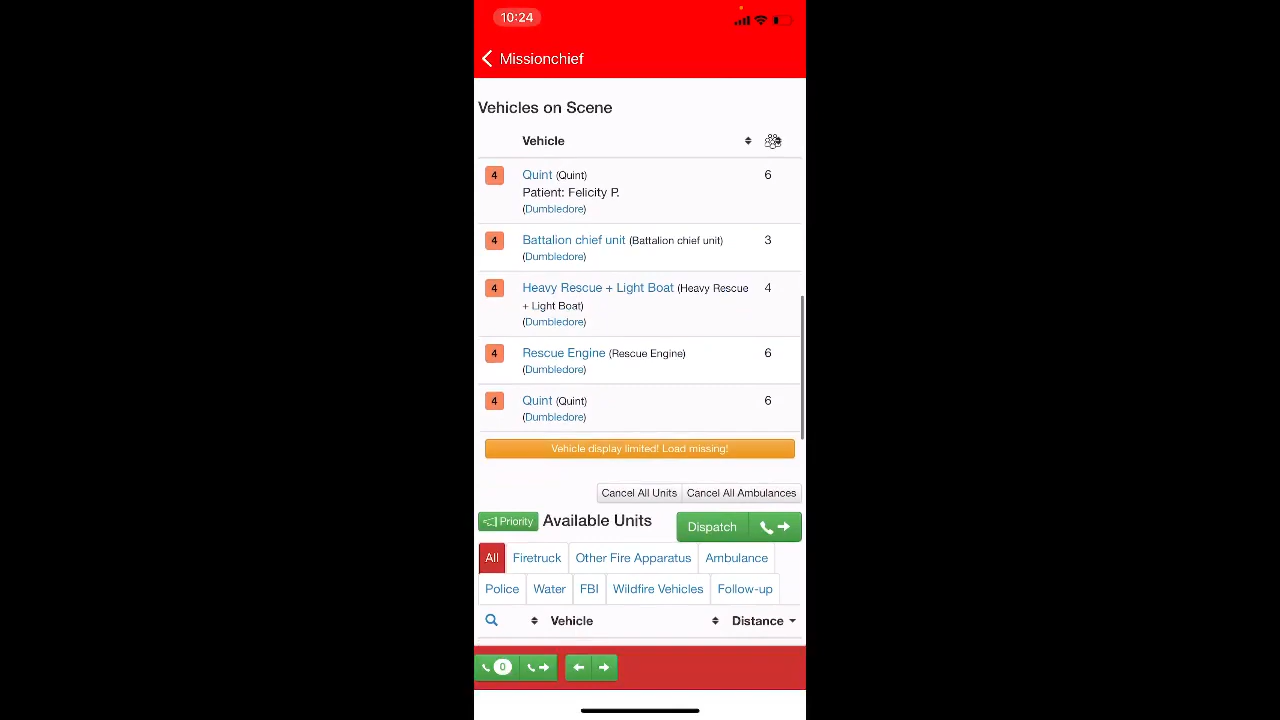 10:24
Missionchief
Vehicles on Scene
Vehicle
4 Quint (Quint) 6
Patient: Felicity P.
(Dumbledore)
4 Battalion chief unit (Battalion chief unit) 3
(Dumbledore)
4 Heavy Rescue + Light Boat (Heavy Rescue 4
+ Light Boat)
(Dumbledore)
4 Rescue Engine (Rescue Engine) 6
(Dumbledore)
4 Quint (Quint) 6
(Dumbledore)
Vehicle display limited! Load missing!
Cancel All Units Cancel All Ambulances
Priority Available Units Dispatch
All Firetruck Other Fire Apparatus Ambulance
Police Water FBI Wildfire Vehicles Follow-up
Vehicle Distance
0